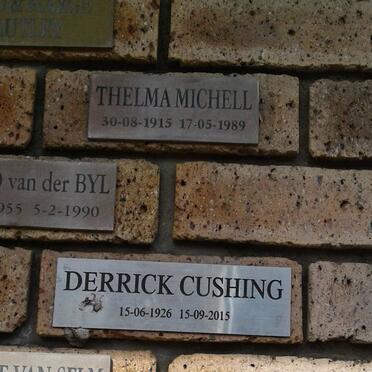 THELMA MICHELL
30-08-1915 17-05-1989
van der BYL
955 5-2-1990
DERRICK CUSHING
15-06-1926 15-09-2015